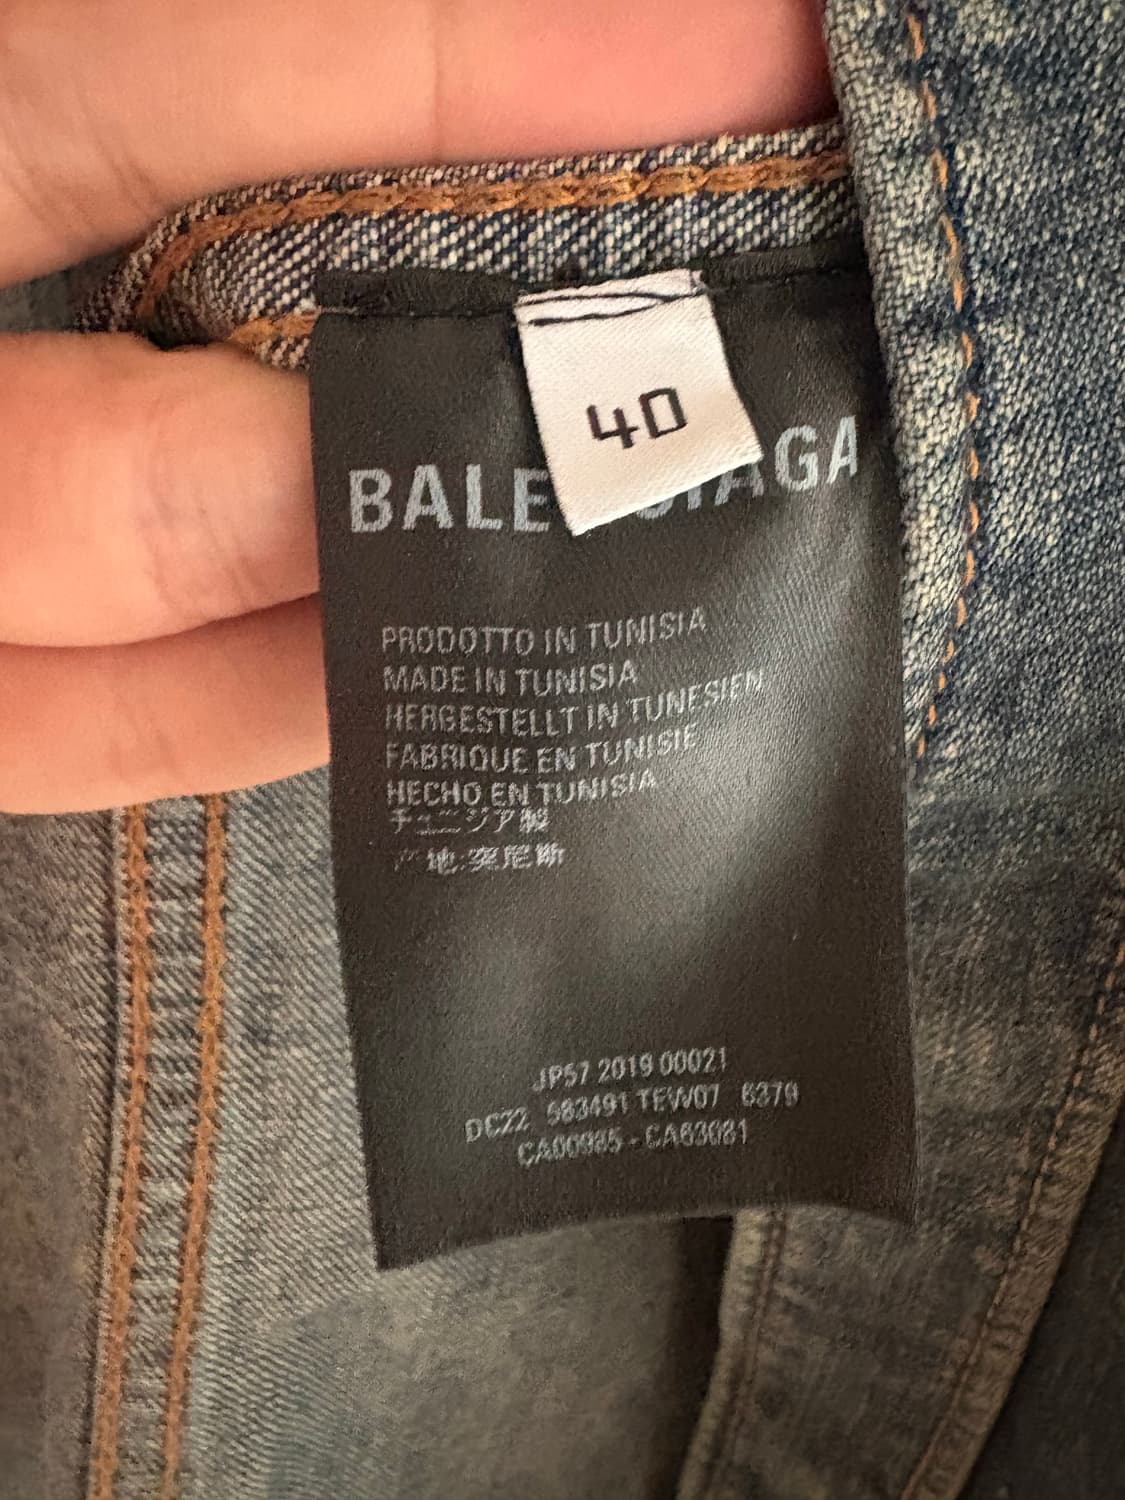 40
BALE   IAGA
PRODOTTO IN TUNISIA
MADE IN TUNISIA
HERGESTELLT IN TUNESIEN
FABRIQUE EN TUNISIE
HECHO EN TUNISIA
チュニジア製
产地:突尼斯
JP57 2019 00021
DC22 583491 TEW07 6379
CA00985 - CA63081